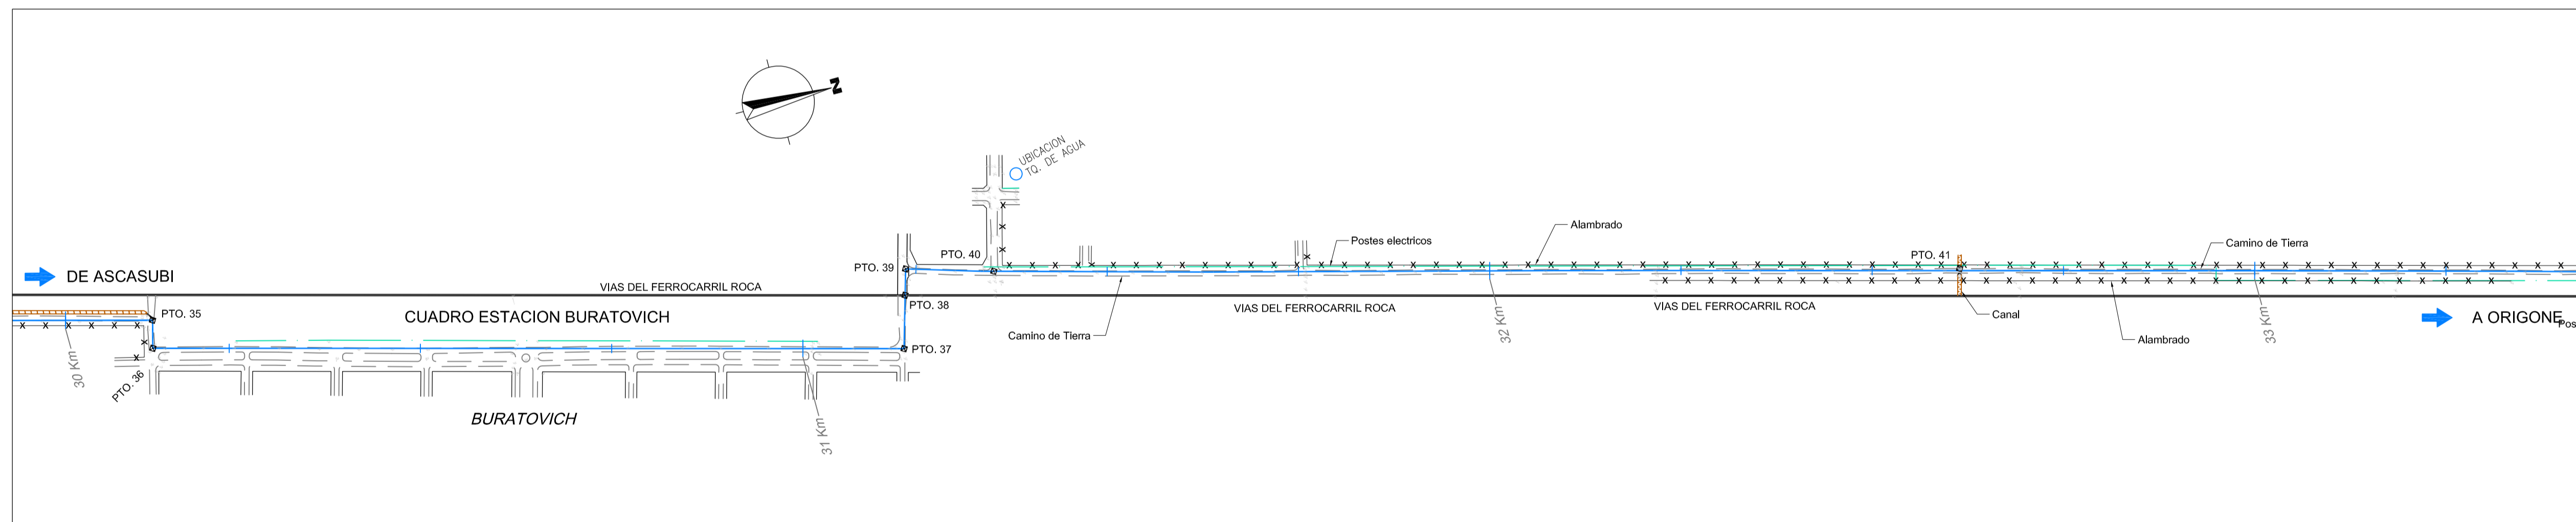 N
UBICACION
TQ. DE AGUA
DE ASCASUBI
PTO. 35
30 Km
PTO. 36
CUADRO ESTACION BURATOVICH
BURATOVICH
VIAS DEL FERROCARRIL ROCA
31 Km
PTO. 39
PTO. 38
PTO. 37
PTO. 40
Camino de Tierra
Postes electricos
VIAS DEL FERROCARRIL ROCA
32 Km
Alambrado
VIAS DEL FERROCARRIL ROCA
PTO. 41
Canal
Alambrado
Camino de Tierra
33 Km
A ORIGONE
Pos